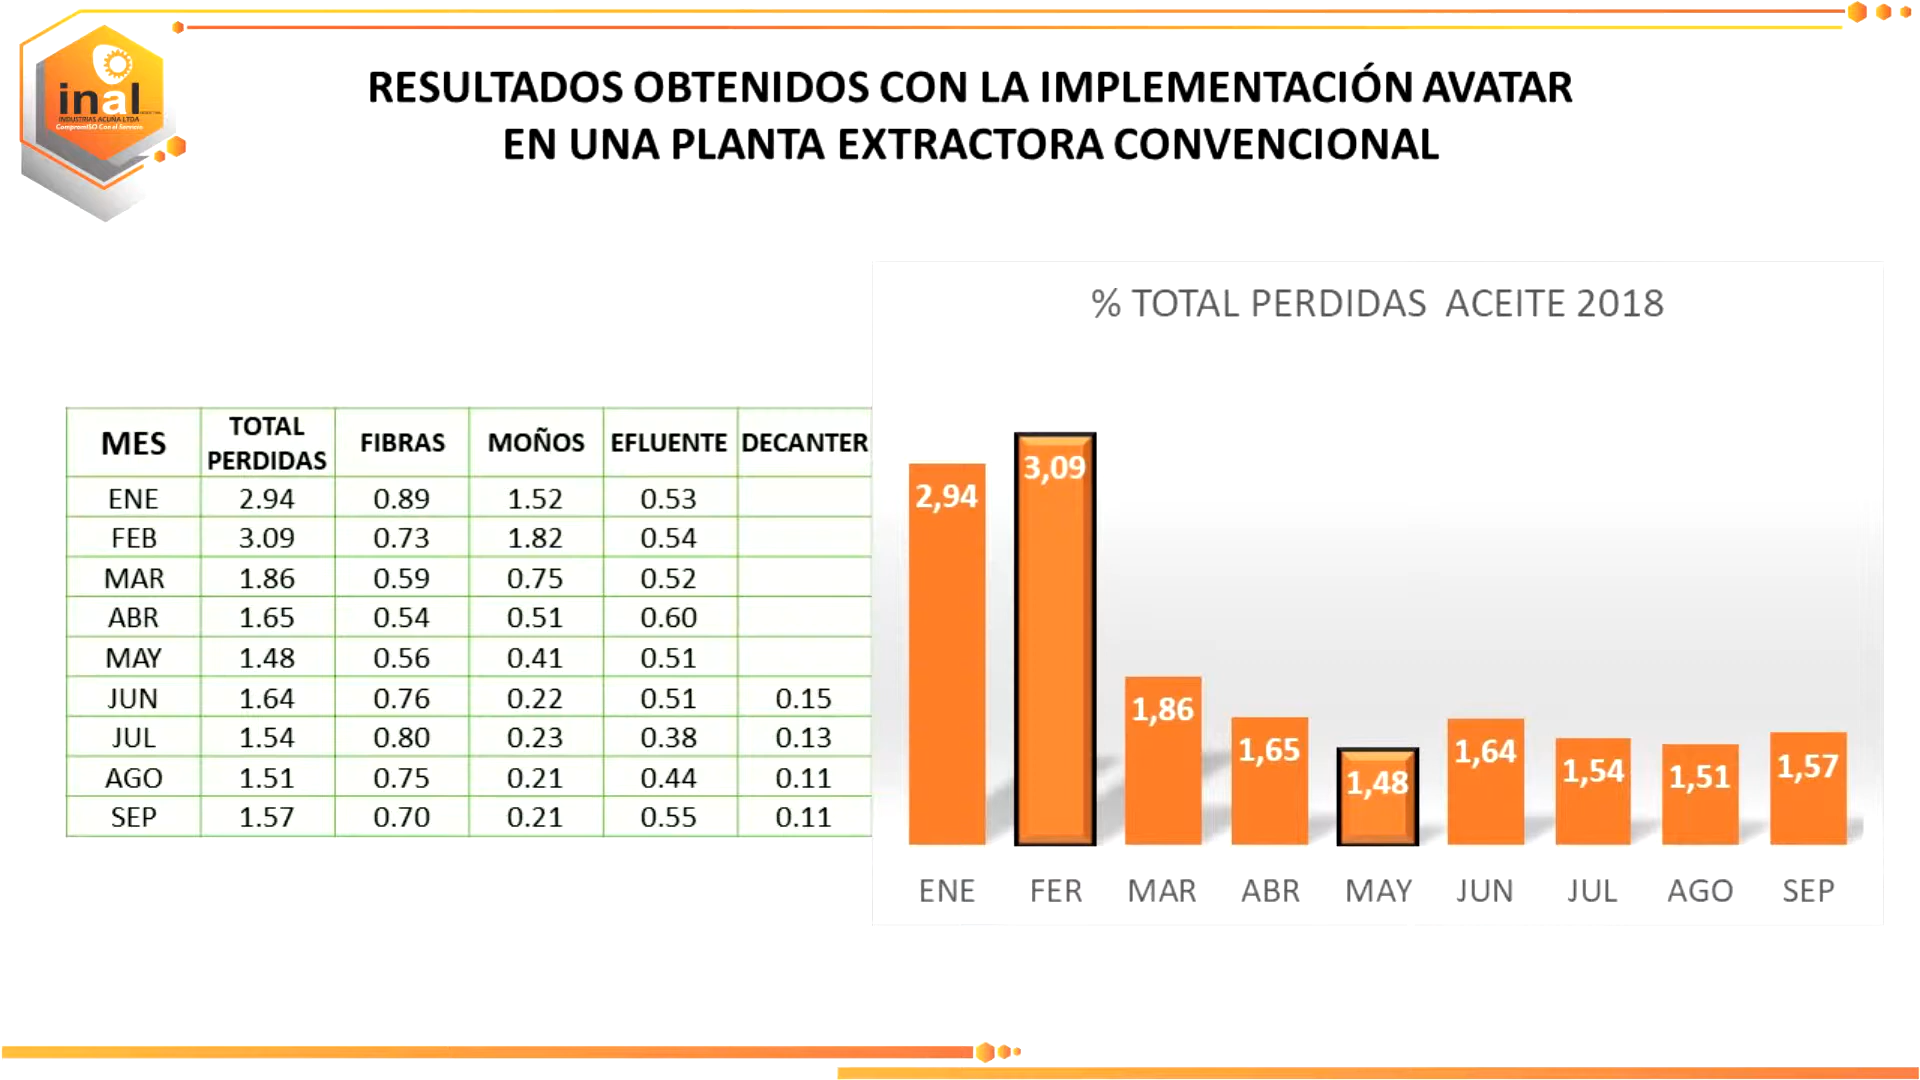 inal
INDUSTRIAS ACUÑA LTDA
CompromISO Con el Servicio
RESULTADOS OBTENIDOS CON LA IMPLEMENTACIÓN AVATAR
EN UNA PLANTA EXTRACTORA CONVENCIONAL
MES TOTAL PERDIDAS FIBRAS MOÑOS EFLUENTE DECANTER
ENE 2.94 0.89 1.52 0.53
FEB 3.09 0.73 1.82 0.54
MAR 1.86 0.59 0.75 0.52
ABR 1.65 0.54 0.51 0.60
MAY 1.48 0.56 0.41 0.51
JUN 1.64 0.76 0.22 0.51 0.15
JUL 1.54 0.80 0.23 0.38 0.13
AGO 1.51 0.75 0.21 0.44 0.11
SEP 1.57 0.70 0.21 0.55 0.11
% TOTAL PERDIDAS ACEITE 2018
2,94 3,09 1,86 1,65 1,48 1,64 1,54 1,51 1,57
ENE FER MAR ABR MAY JUN JUL AGO SEP